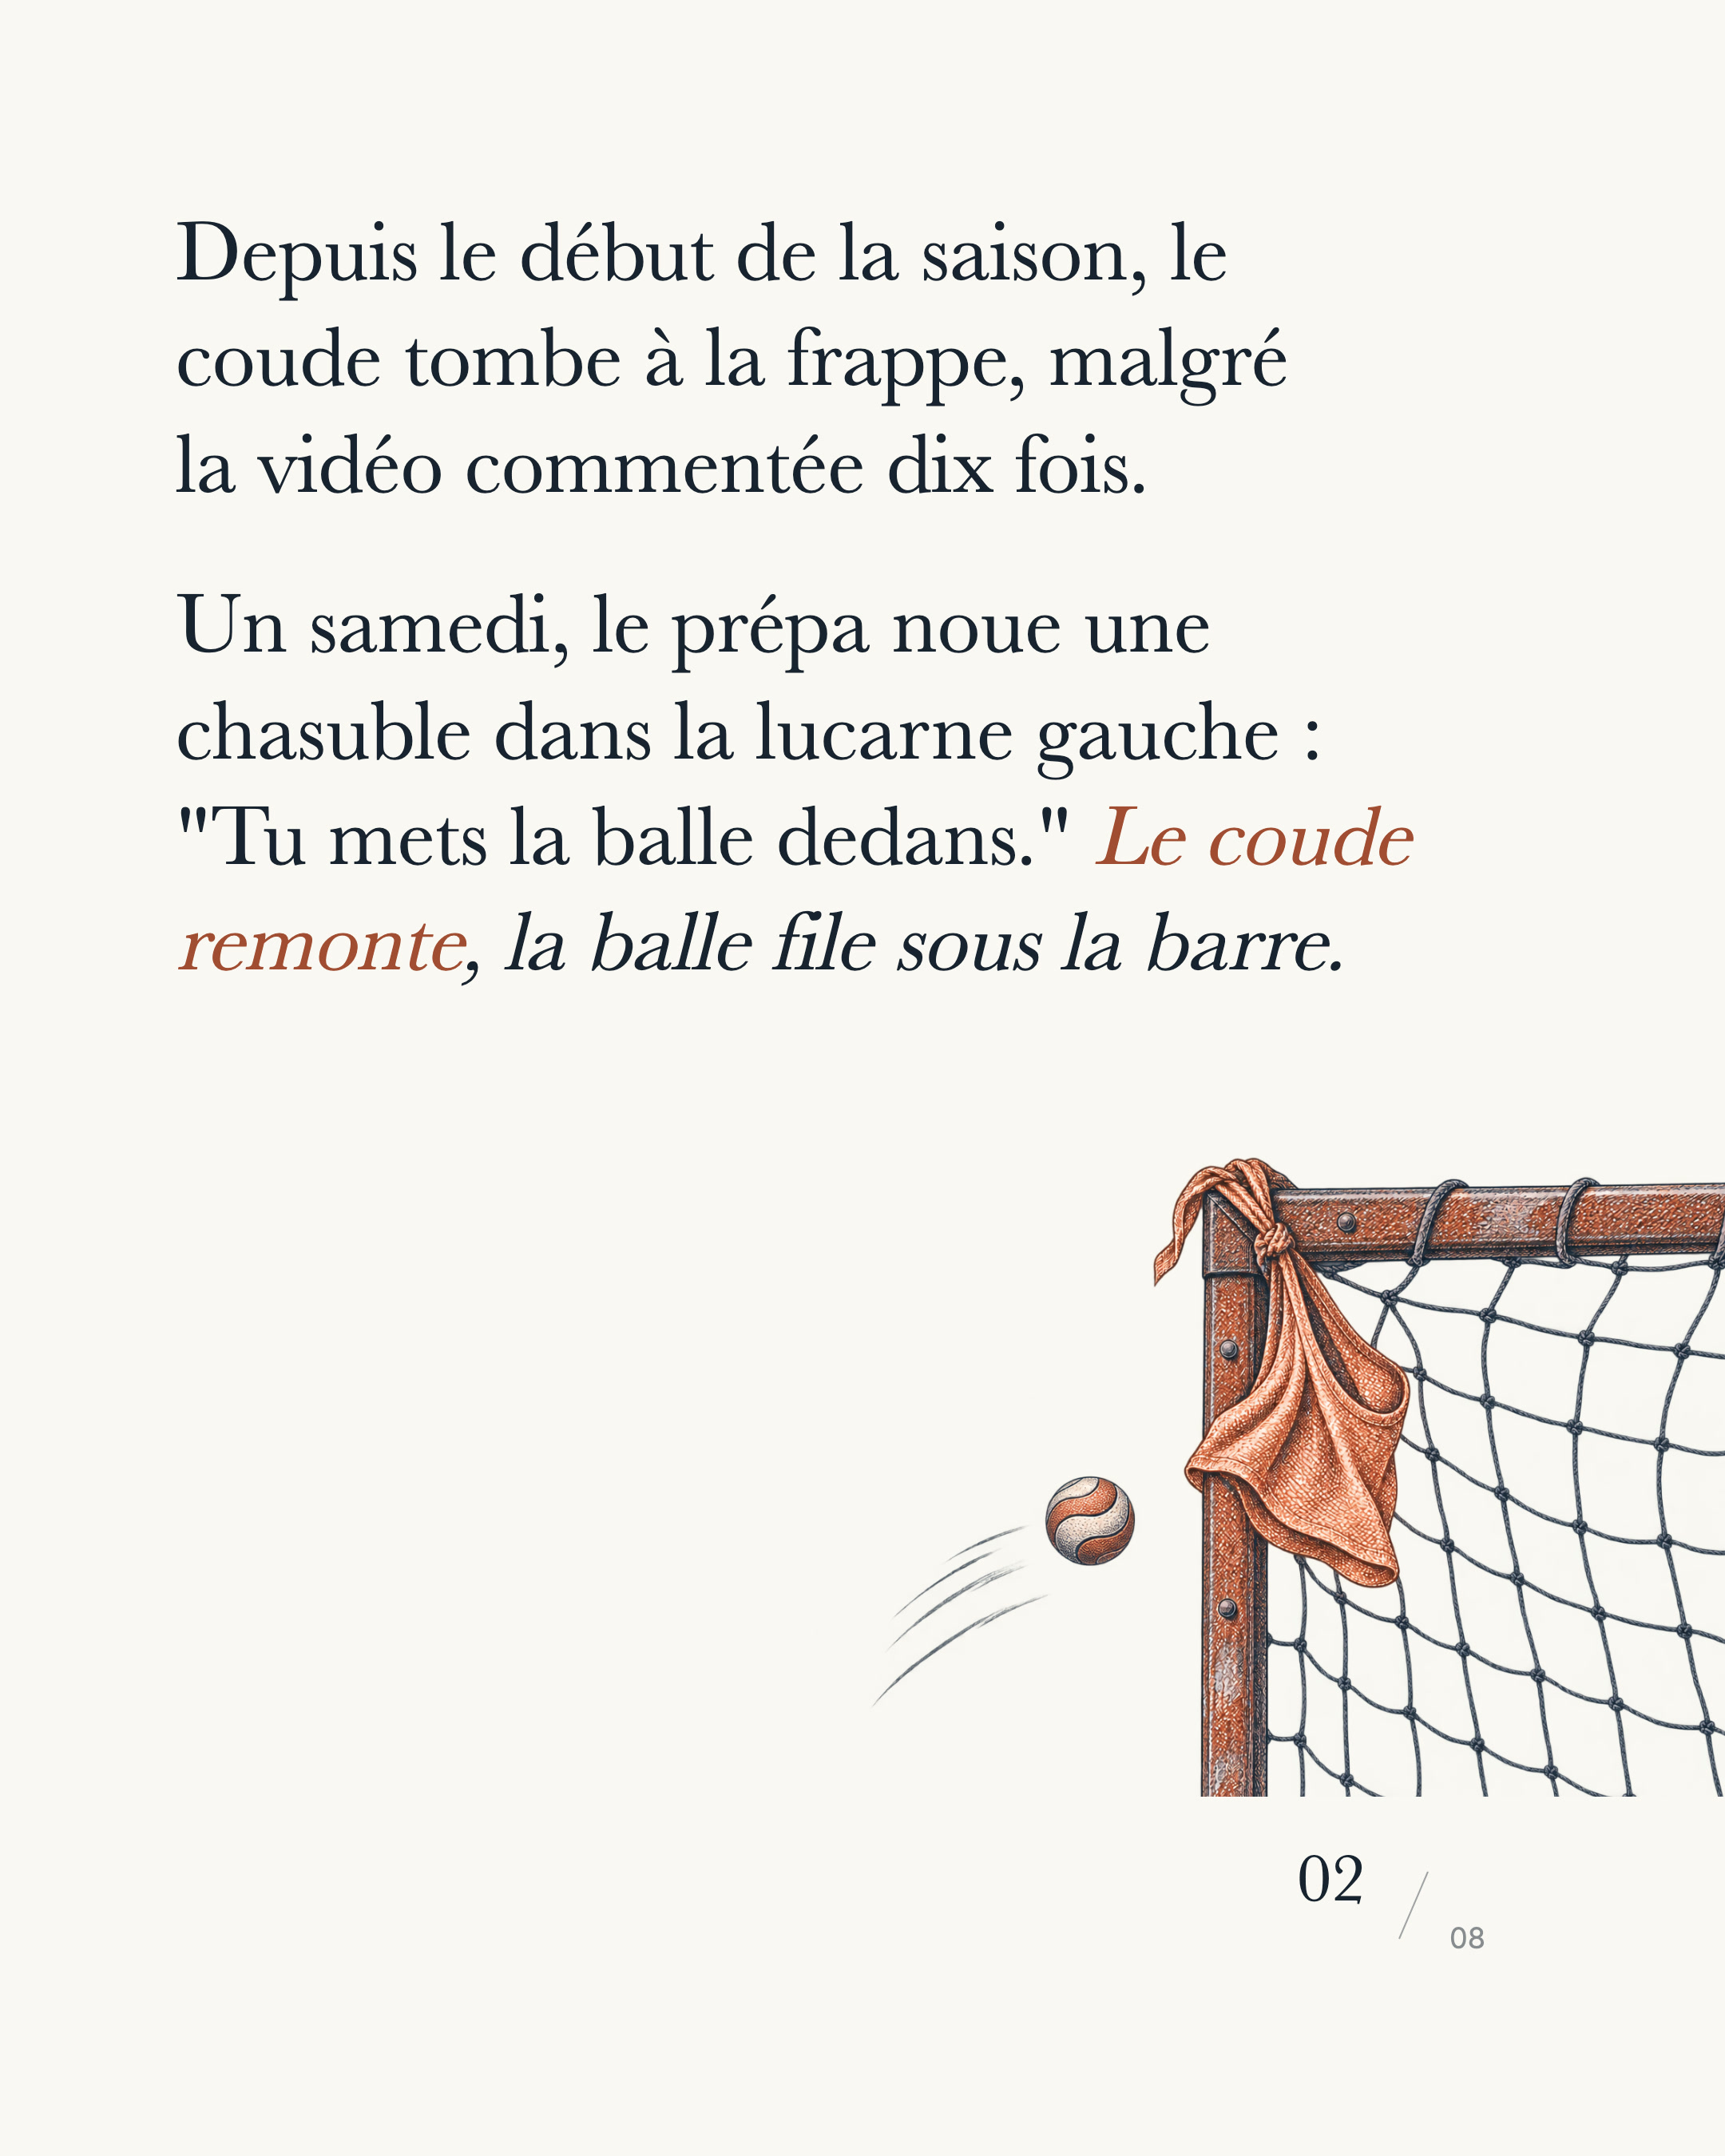 Depuis le début de la saison, le
coude tombe à la frappe, malgré
la vidéo commentée dix fois.
Un samedi, le prépa noue une
chasuble dans la lucarne gauche :
"Tu mets la balle dedans." Le coude
remonte, la balle file sous la barre.
02 / 08